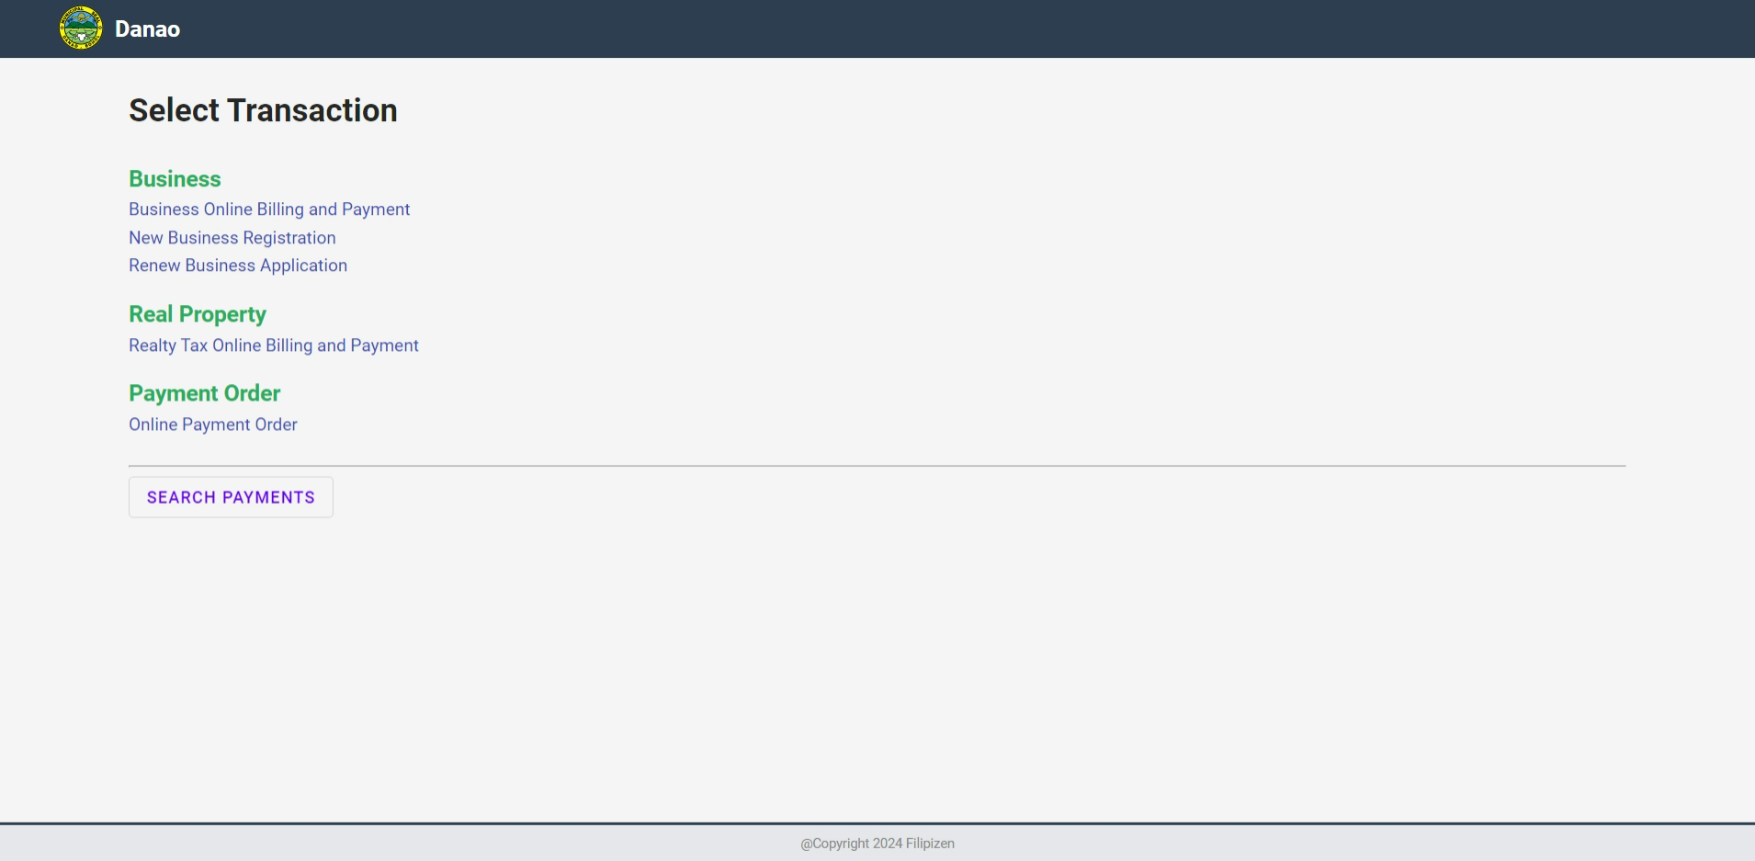 Danao
Select Transaction
Business
Business Online Billing and Payment
New Business Registration
Renew Business Application
Real Property
Realty Tax Online Billing and Payment
Payment Order
Online Payment Order
SEARCH PAYMENTS
@Copyright 2024 Filipizen